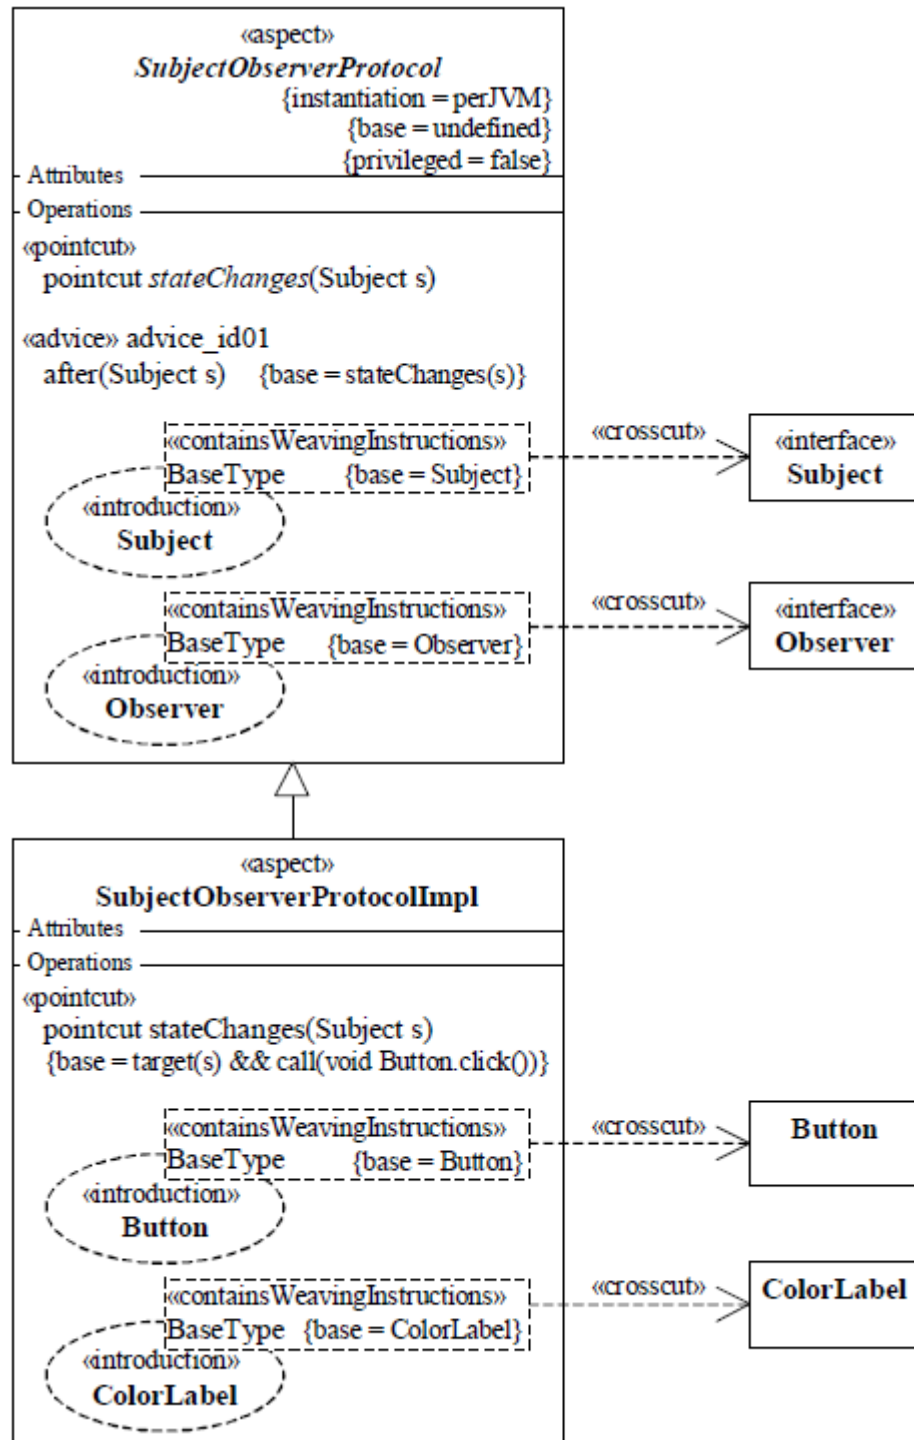 «aspect»
SubjectObserverProtocol
{instantiation = perJVM}
{base = undefined}
{privileged = false}
Attributes
Operations
«pointcut»
pointcut stateChanges(Subject s)
«advice» advice_id01
after(Subject s) {base = stateChanges(s)}
«containsWeavingInstructions»
BaseType {base = Subject}
«introduction»
Subject
«crosscut»
«interface»
Subject
«containsWeavingInstructions»
BaseType {base = Observer}
«introduction»
Observer
«crosscut»
«interface»
Observer
«aspect»
SubjectObserverProtocolImpl
Attributes
Operations
«pointcut»
pointcut stateChanges(Subject s)
{base = target(s) && call(void Button.click())}
«containsWeavingInstructions»
BaseType {base = Button}
«introduction»
Button
«crosscut»
Button
«containsWeavingInstructions»
BaseType {base = ColorLabel}
«introduction»
ColorLabel
«crosscut»
ColorLabel